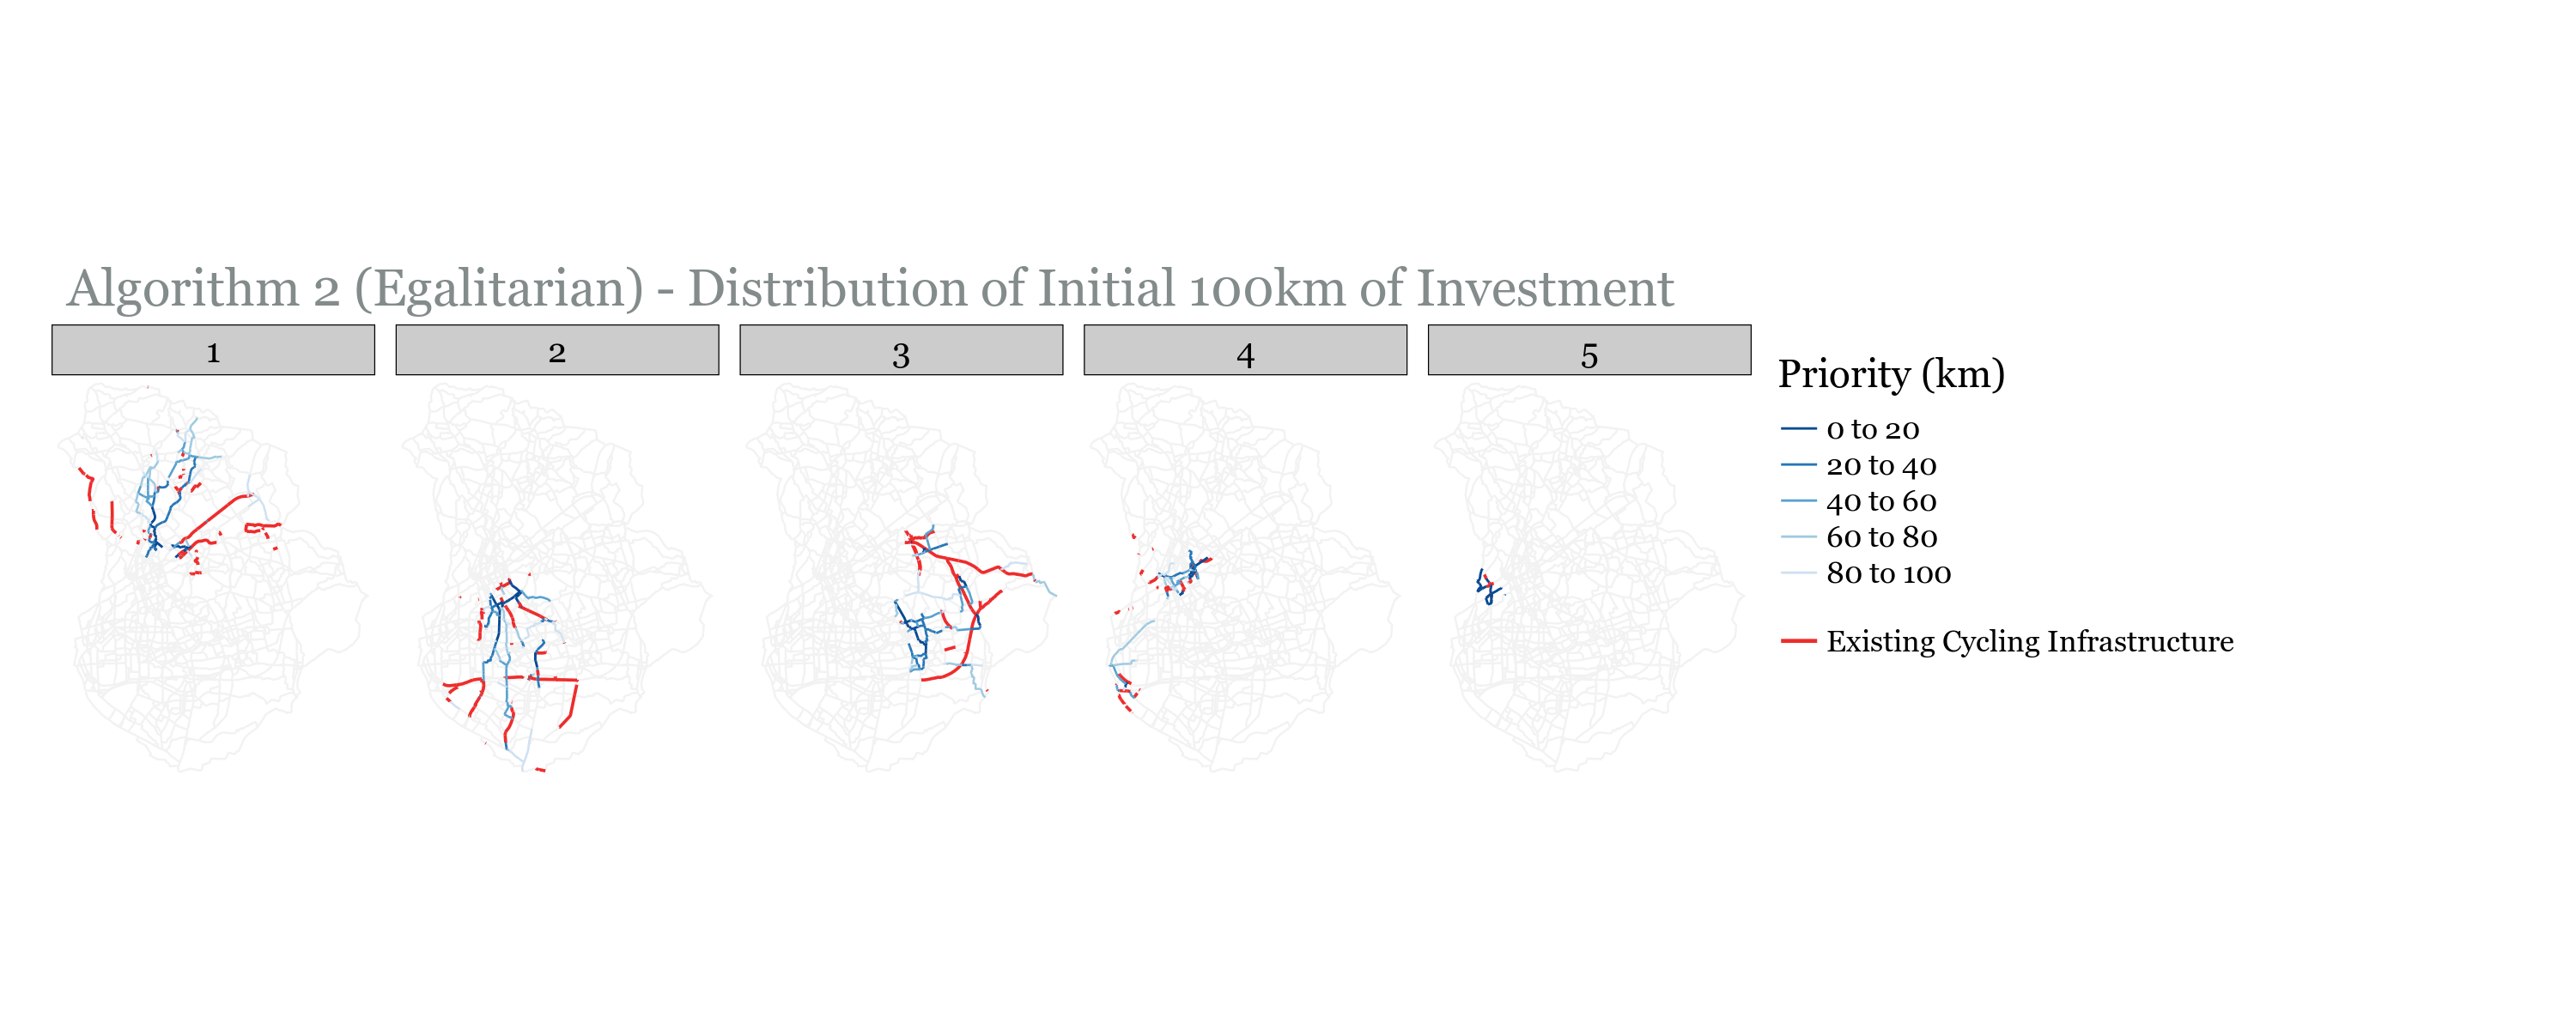 Algorithm 2 (Egalitarian) - Distribution of Initial 100km of Investment
1 2 3 4 5
Priority (km)
0 to 20
20 to 40
40 to 60
60 to 80
80 to 100
Existing Cycling Infrastructure